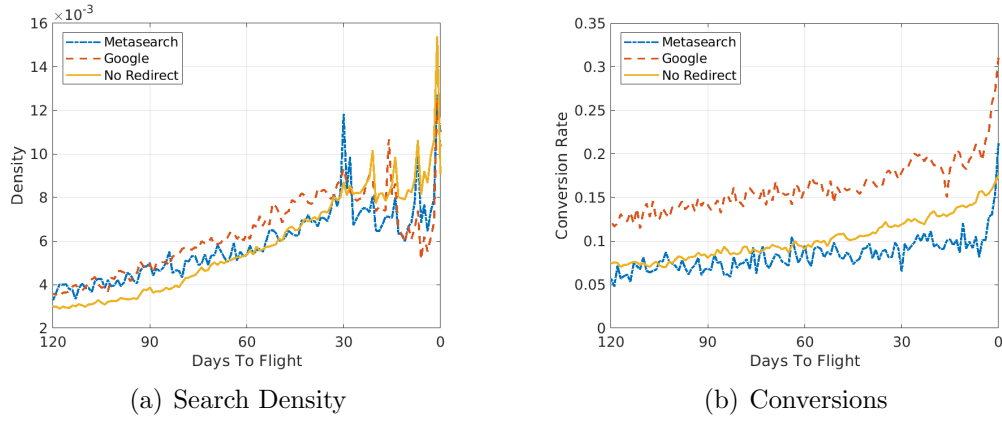 ×10⁻³
16
14
12
10
8
6
4
2
120
90
60
30
0
Density
Days To Flight
Metasearch
Google
No Redirect
(a) Search Density
0.35
0.3
0.25
0.2
0.15
0.1
0.05
0
120
90
60
30
0
Conversion Rate
Days To Flight
Metasearch
Google
No Redirect
(b) Conversions